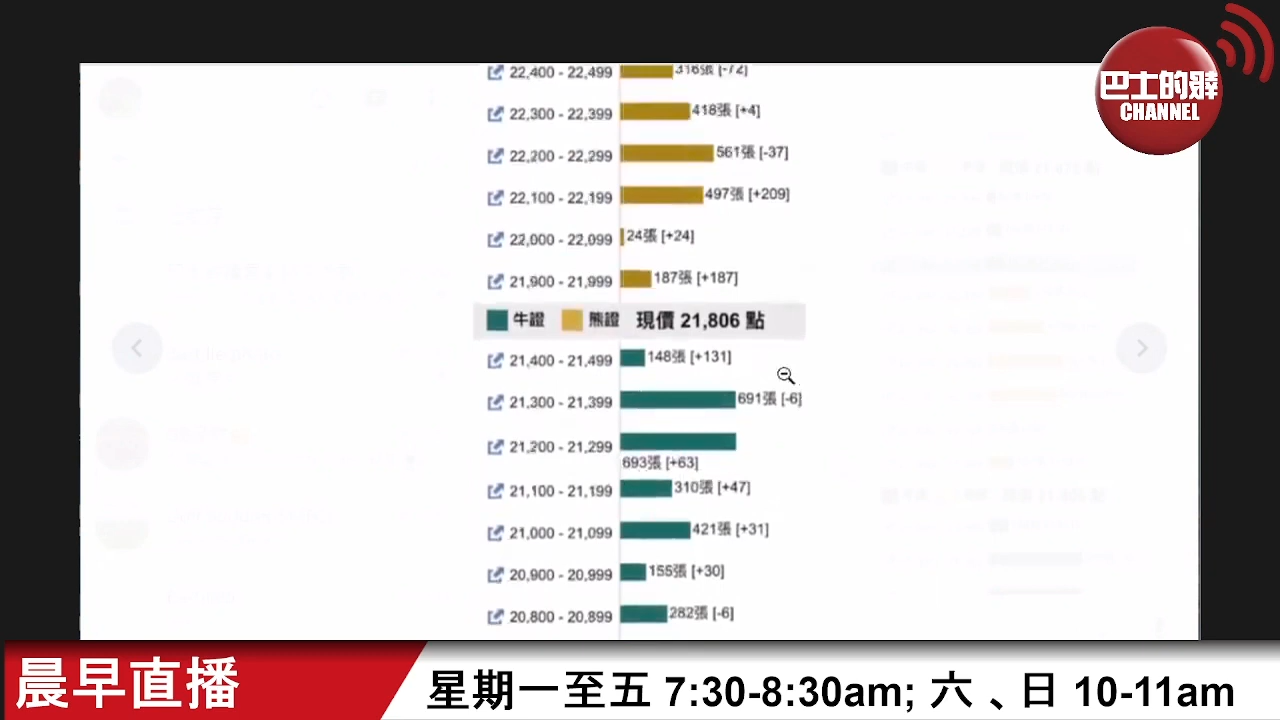 巴士的報
CHANNEL
22,400 - 22,499 316張 [-72]
22,300 - 22,399 418張 [+4]
22,200 - 22,299 561張 [-37]
22,100 - 22,199 497張 [+209]
22,000 - 22,099 24張 [+24]
21,900 - 21,999 187張 [+187]
牛證 熊證 現價 21,806 點
21,400 - 21,499 148張 [+131]
21,300 - 21,399 691張 [-6]
21,200 - 21,299
693張 [+63]
21,100 - 21,199 310張 [+47]
21,000 - 21,099 421張 [+31]
20,900 - 20,999 155張 [+30]
20,800 - 20,899 282張 [-6]
晨早直播
星期一至五 7:30-8:30am; 六 、日 10-11am